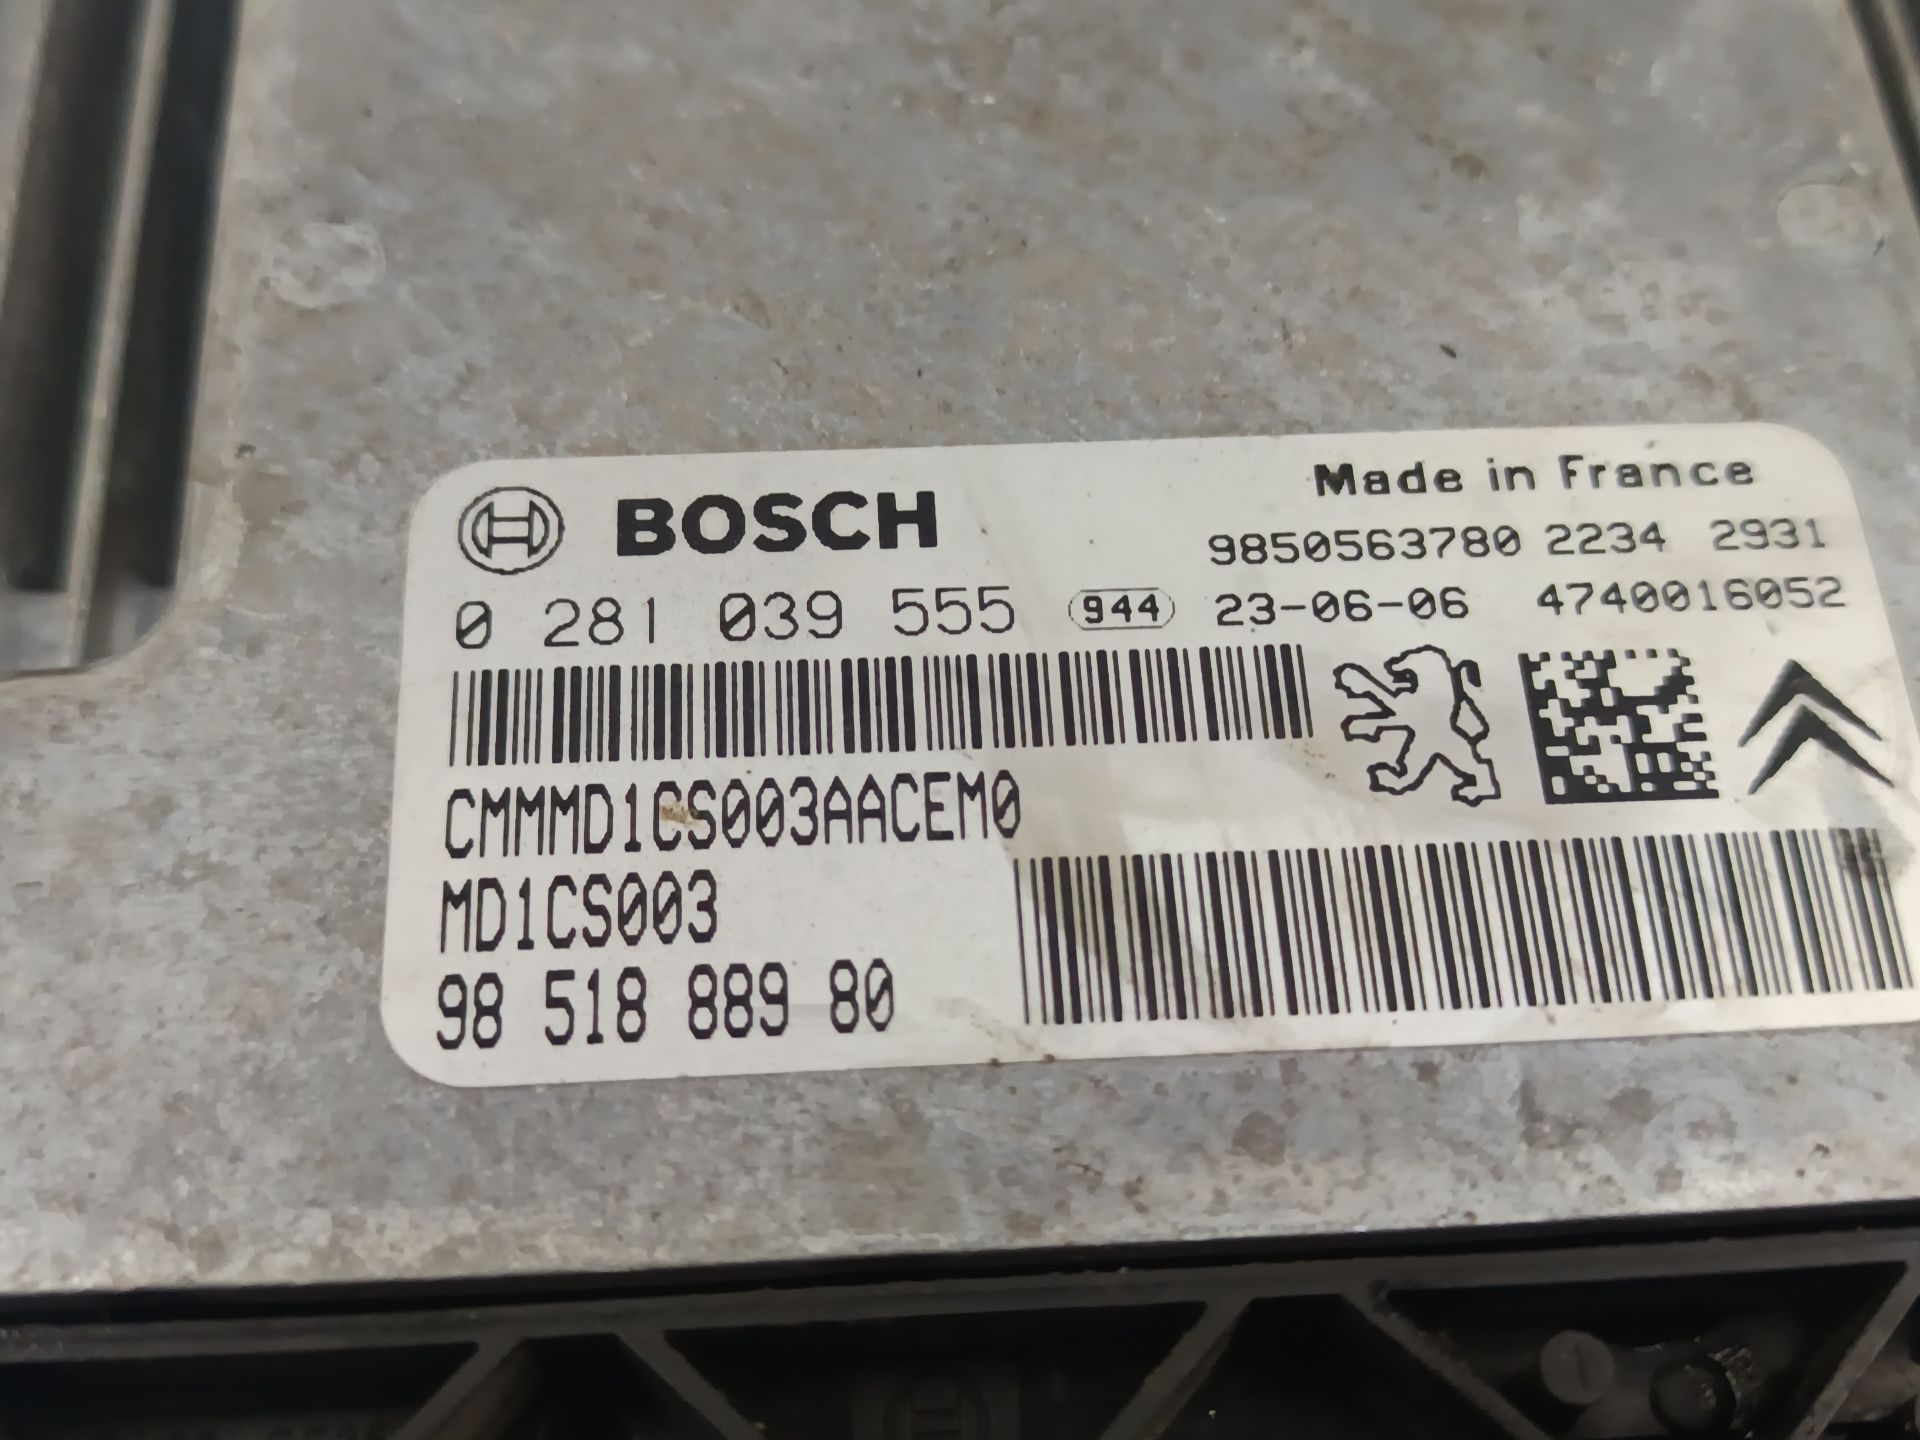 BOSCH
Made in France
9850563780 2234 2931
0 281 039 555 944 23-06-06 4740016052
CMMMD1CS003AACEM0
MD1CS003
98 518 889 80